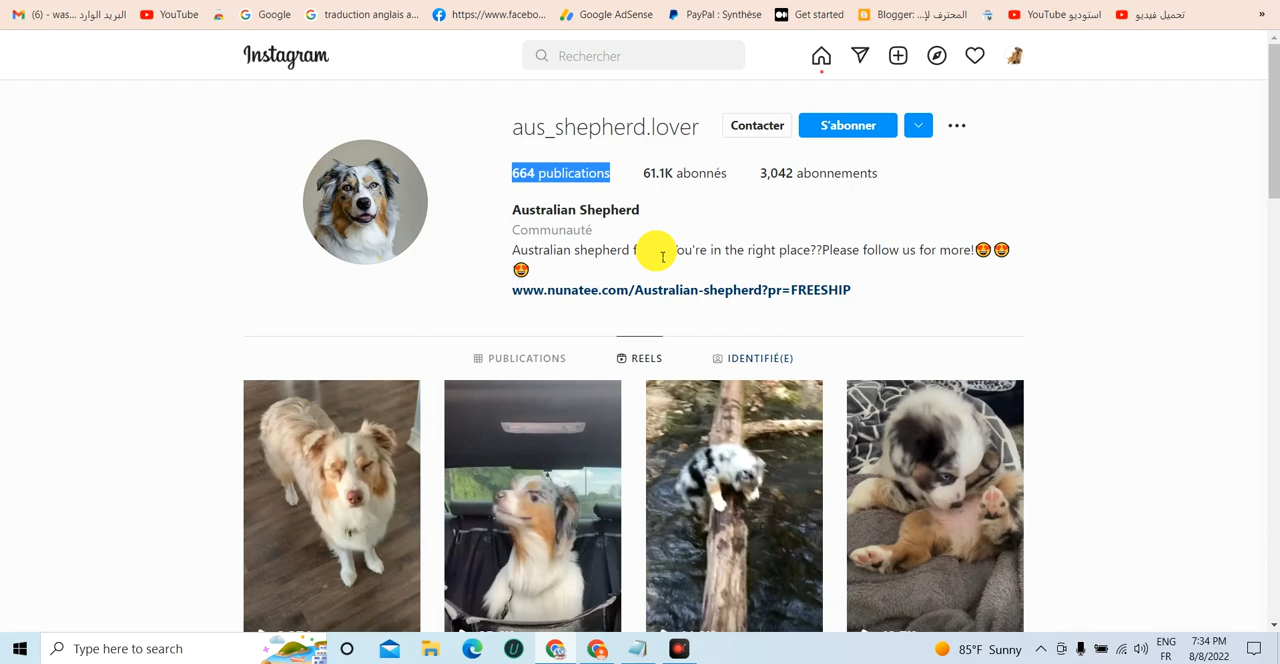 (6) - was... البريد الوارد
YouTube
Google
traduction anglais a...
https://www.facebo...
Google AdSense
PayPal : Synthèse
Get started
Blogger: المحترف لإ...
YouTube استوديو
تحميل فيديو
»
Instagram
Rechercher
aus_shepherd.lover
Contacter
S'abonner
664 publications
61.1K abonnés
3,042 abonnements
Australian Shepherd
Communauté
Australian shepherd You're in the right place??Please follow us for more!😍😍
😍
www.nunatee.com/Australian-shepherd?pr=FREESHIP
PUBLICATIONS
REELS
IDENTIFIÉ(E)
Type here to search
85°F Sunny
ENG
FR
7:34 PM
8/8/2022